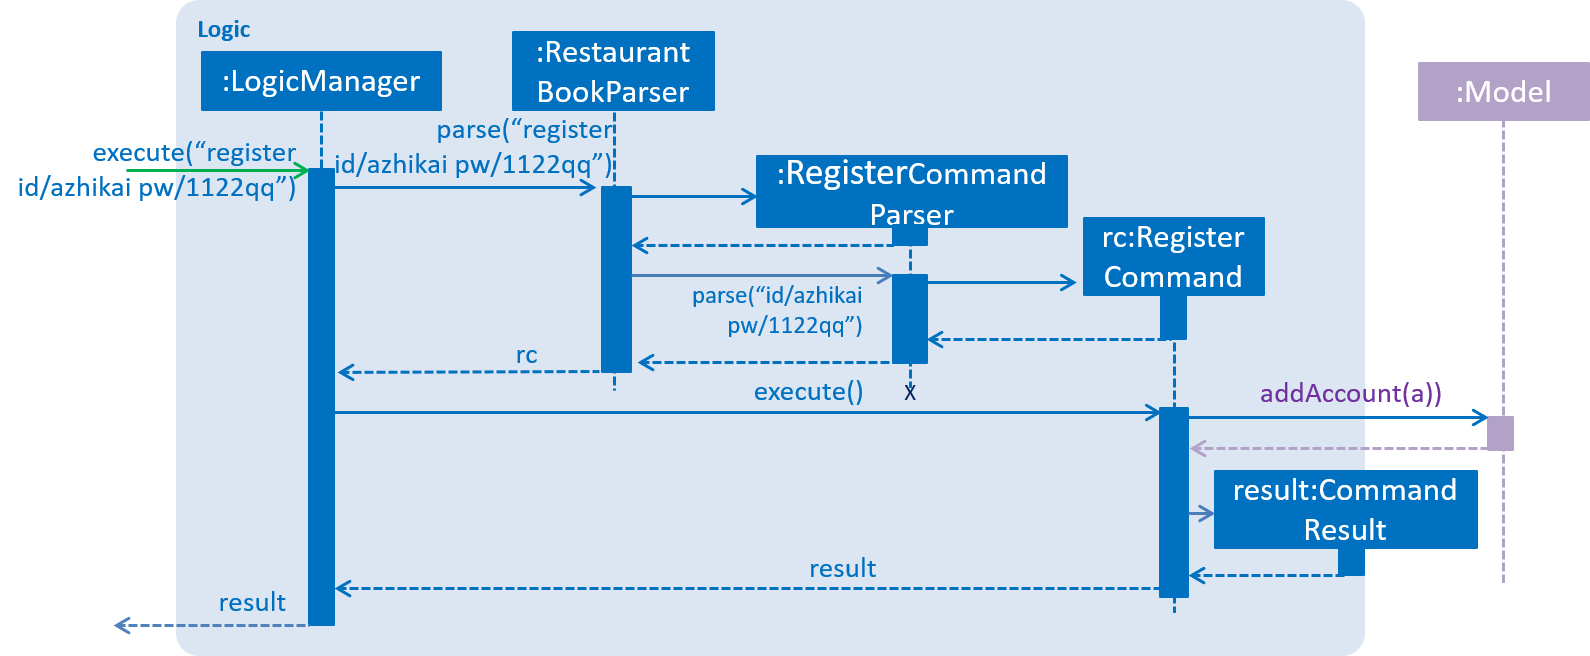 Logic
:LogicManager
:Restaurant
BookParser
:Model
execute(“register
id/azhikai pw/1122qq”)
parse(“register
id/azhikai pw/1122qq”)
:RegisterCommand
Parser
rc:Register
Command
parse(“id/azhikai
pw/1122qq”)
rc
X
execute()
addAccount(a))
result:Command
Result
result
result